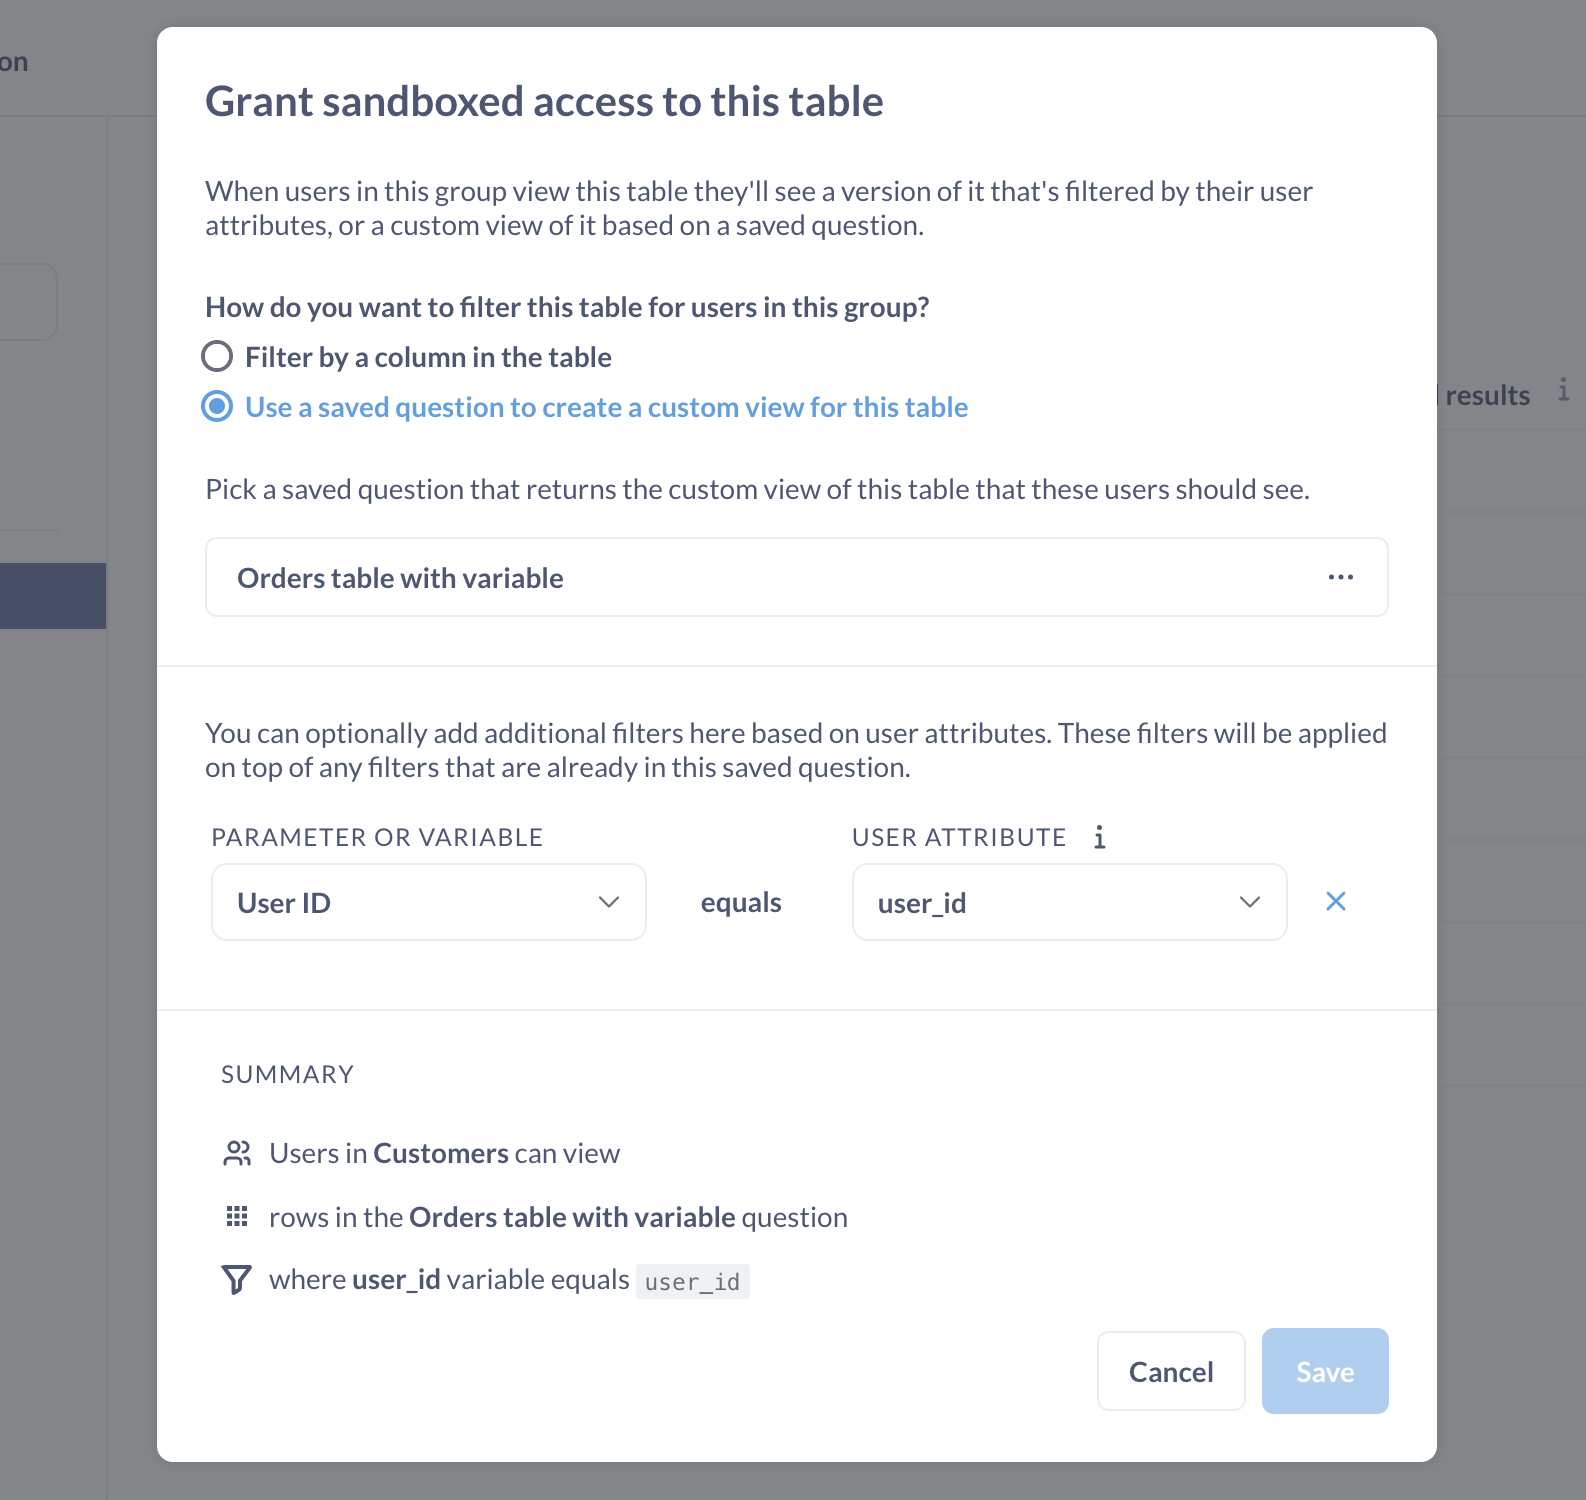 on
Grant sandboxed access to this table
When users in this group view this table they'll see a version of it that's filtered by their user
attributes, or a custom view of it based on a saved question.
How do you want to filter this table for users in this group?
Filter by a column in the table
Use a saved question to create a custom view for this table
results
Pick a saved question that returns the custom view of this table that these users should see.
Orders table with variable
You can optionally add additional filters here based on user attributes. These filters will be applied
on top of any filters that are already in this saved question.
PARAMETER OR VARIABLE
USER ATTRIBUTE
User ID
equals
user_id
SUMMARY
Users in Customers can view
rows in the Orders table with variable question
where user_id variable equals user_id
Cancel
Save